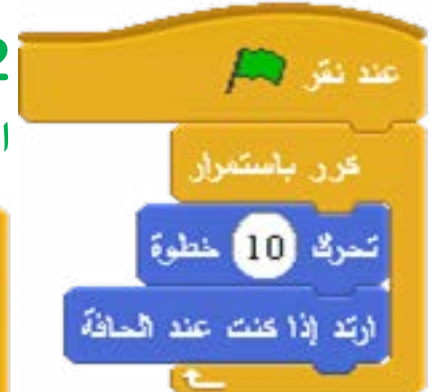 عند نقر
كرر باستمرار
تحرك 10 خطوة
ارتد إذا كنت عند الحافة